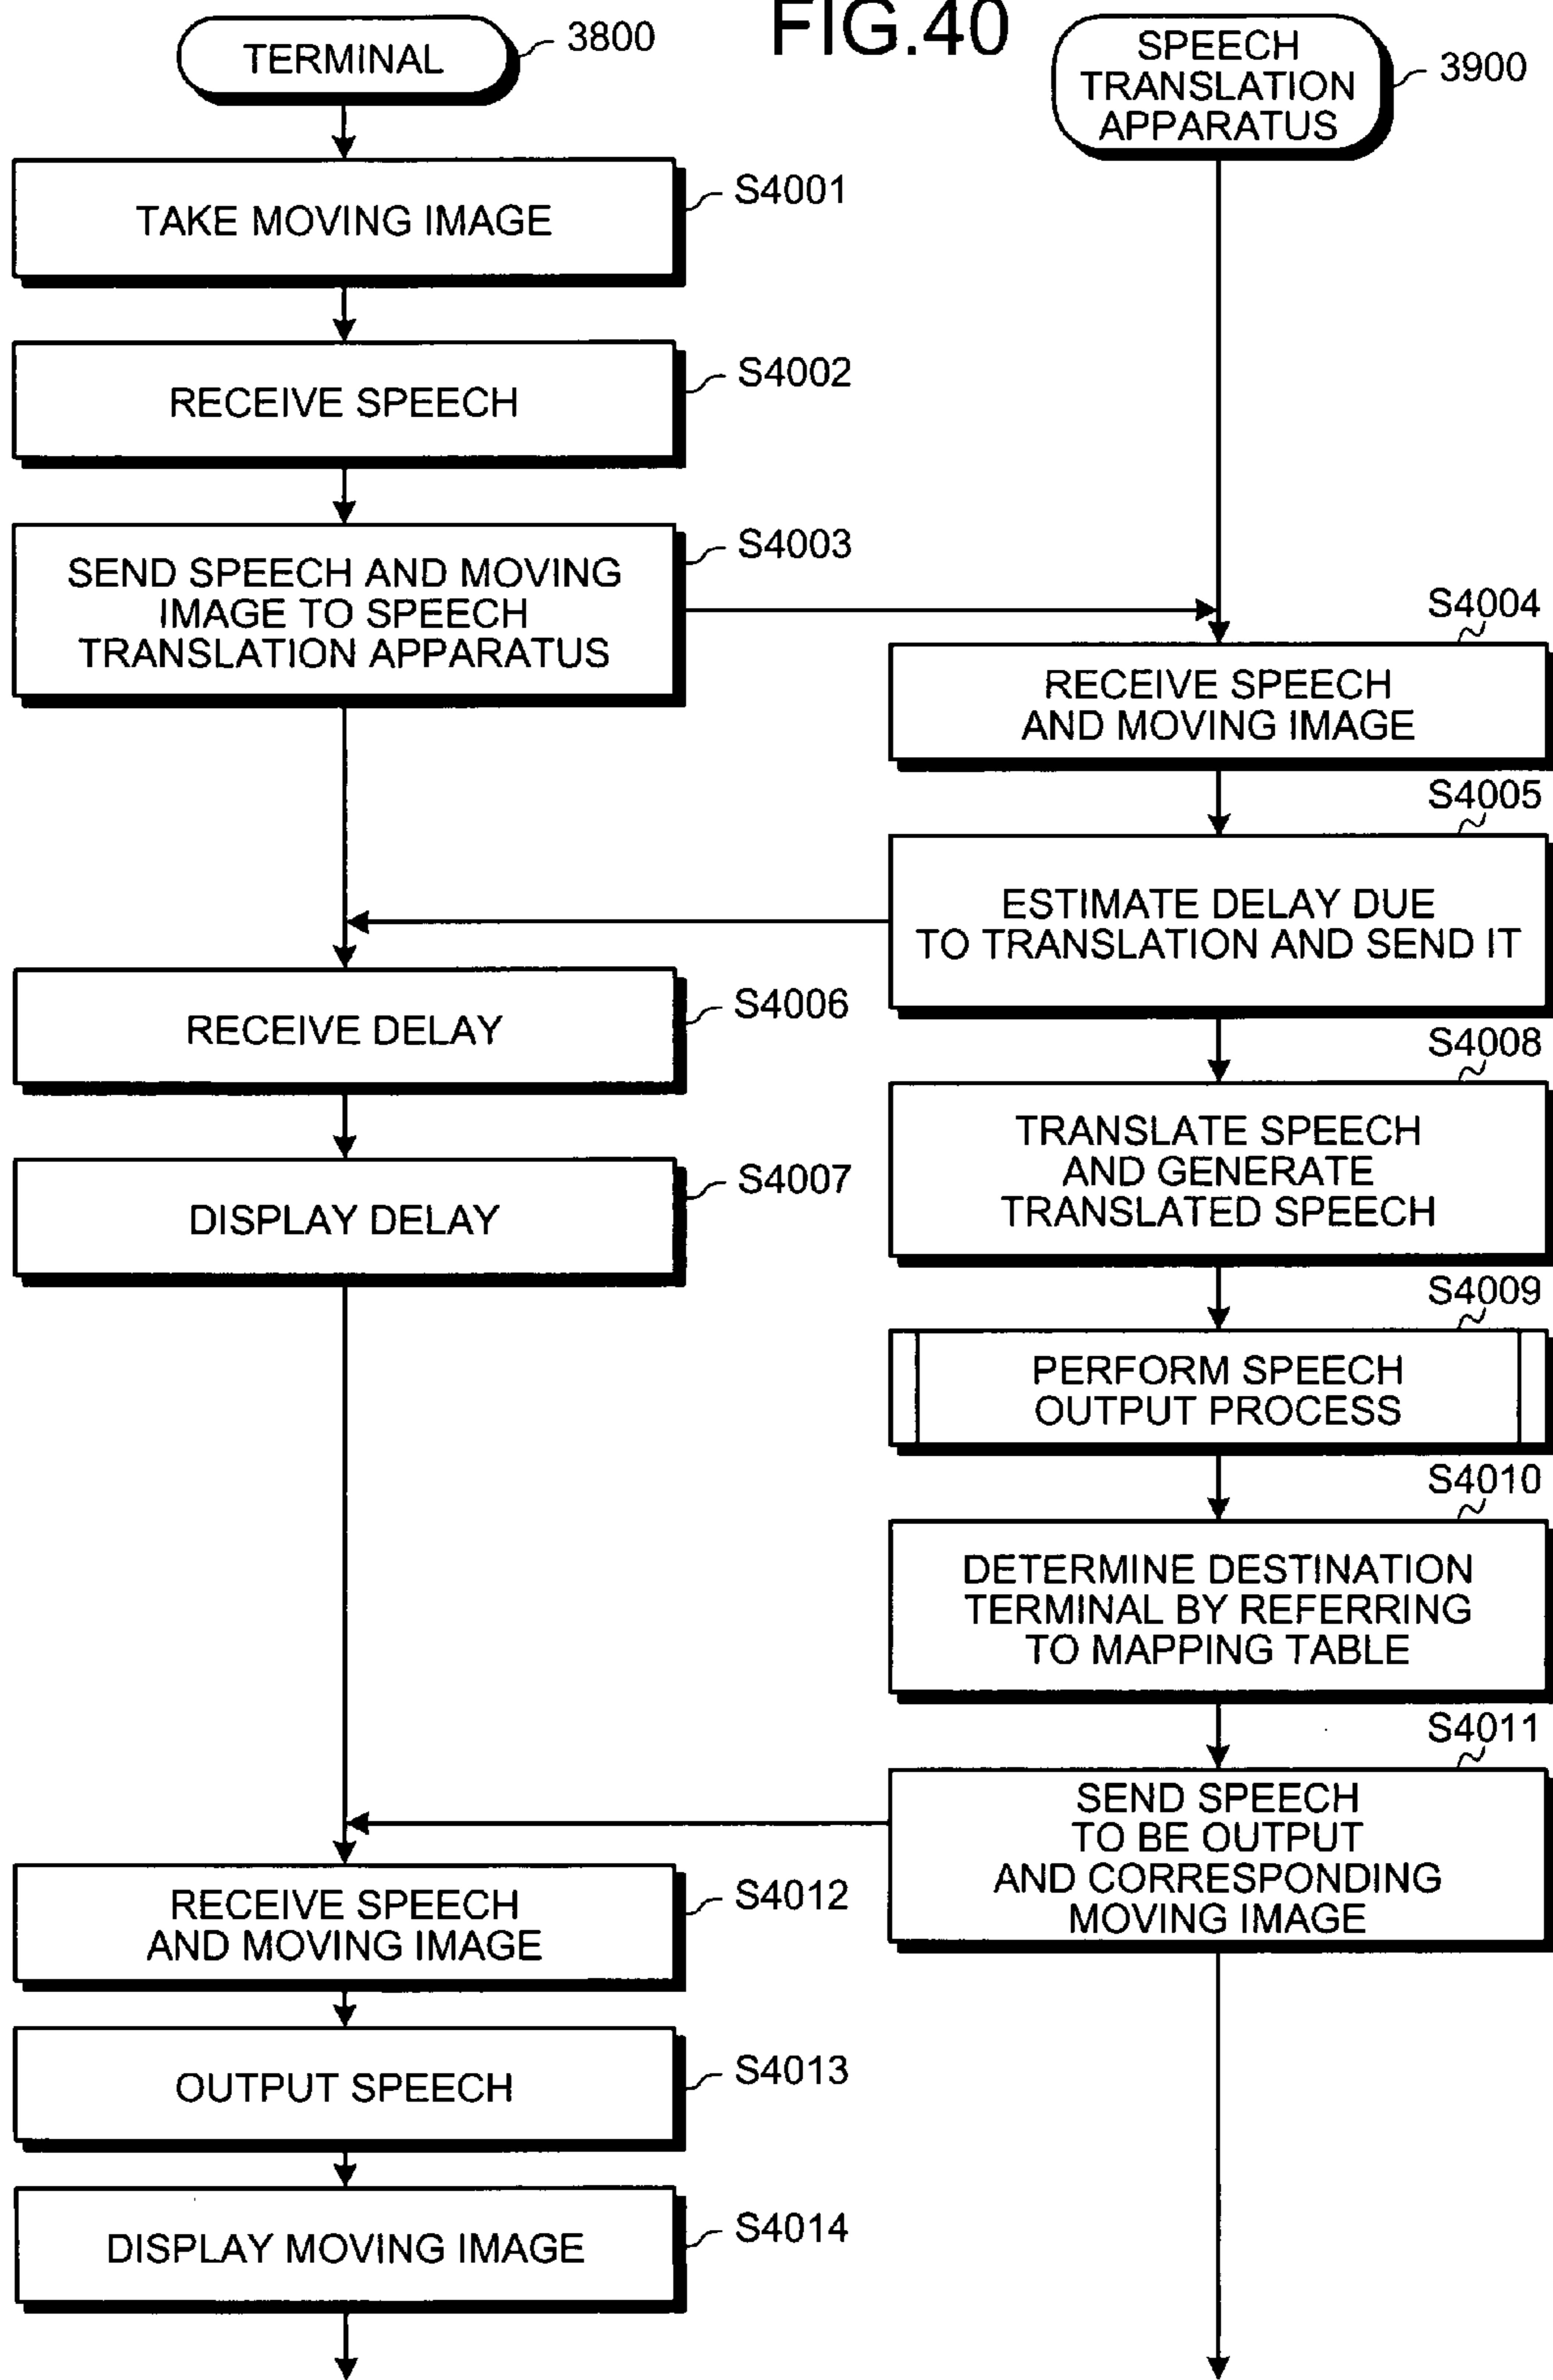 FIG.40
TERMINAL
3800
SPEECH
TRANSLATION
APPARATUS
3900
S4001
TAKE MOVING IMAGE
S4002
RECEIVE SPEECH
S4003
SEND SPEECH AND MOVING
IMAGE TO SPEECH
TRANSLATION APPARATUS
S4004
RECEIVE SPEECH
AND MOVING IMAGE
S4005
ESTIMATE DELAY DUE
TO TRANSLATION AND SEND IT
S4006
RECEIVE DELAY
S4007
DISPLAY DELAY
S4008
TRANSLATE SPEECH
AND GENERATE
TRANSLATED SPEECH
S4009
PERFORM SPEECH
OUTPUT PROCESS
S4010
DETERMINE DESTINATION
TERMINAL BY REFERRING
TO MAPPING TABLE
S4011
SEND SPEECH
TO BE OUTPUT
AND CORRESPONDING
MOVING IMAGE
S4012
RECEIVE SPEECH
AND MOVING IMAGE
S4013
OUTPUT SPEECH
S4014
DISPLAY MOVING IMAGE